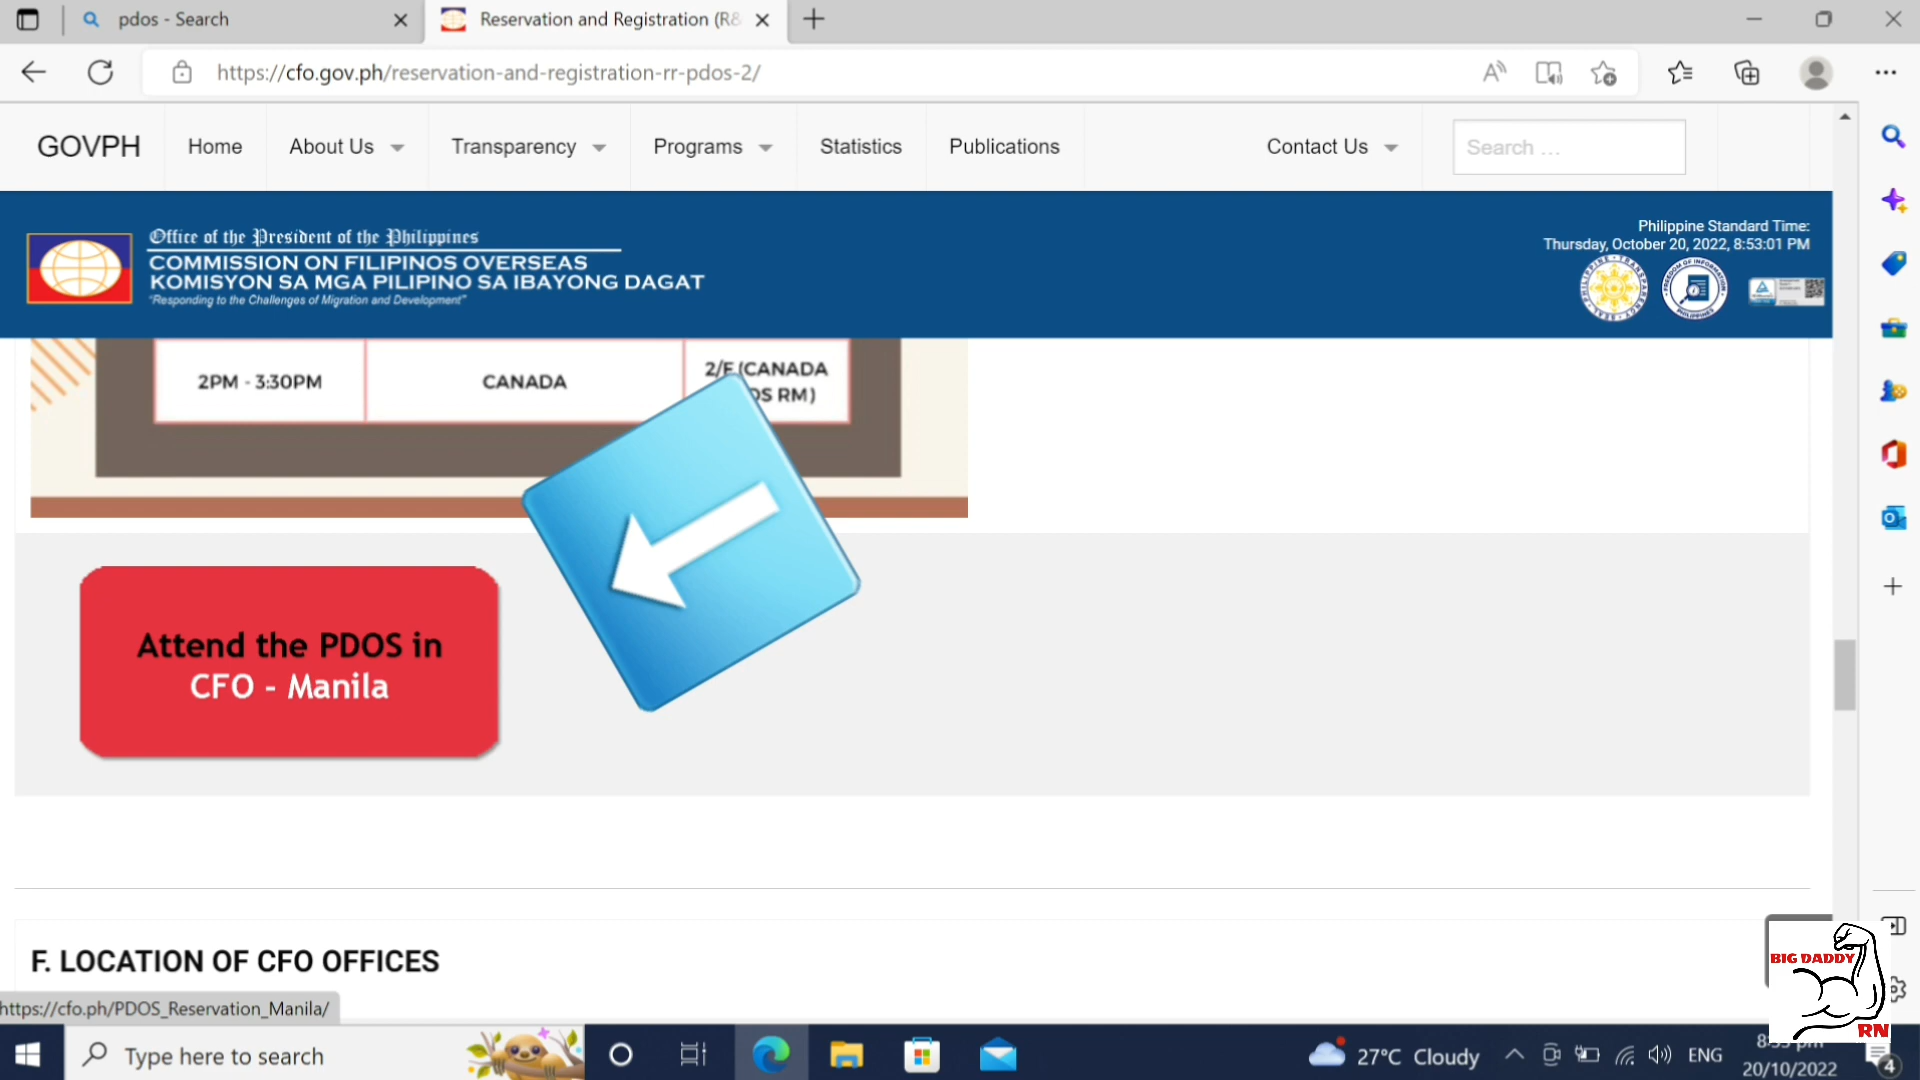 pdos - Search
Reservation and Registration (R&
https://cfo.gov.ph/reservation-and-registration-rr-pdos-2/
GOVPH Home About Us Transparency Programs Statistics Publications Contact Us Search ...
Office of the President of the Philippines
COMMISSION ON FILIPINOS OVERSEAS
KOMISYON SA MGA PILIPINO SA IBAYONG DAGAT
"Responding to the Challenges of Migration and Development"
Philippine Standard Time:
Thursday, October 20, 2022, 8:53:01 PM
2PM - 3:30PM
CANADA
2/F (CANADA
RM)
Attend the PDOS in
CFO - Manila
F. LOCATION OF CFO OFFICES
https://cfo.ph/PDOS_Reservation_Manila/
BIG DADDY
RN
Type here to search
27°C Cloudy
ENG
20/10/2022
4